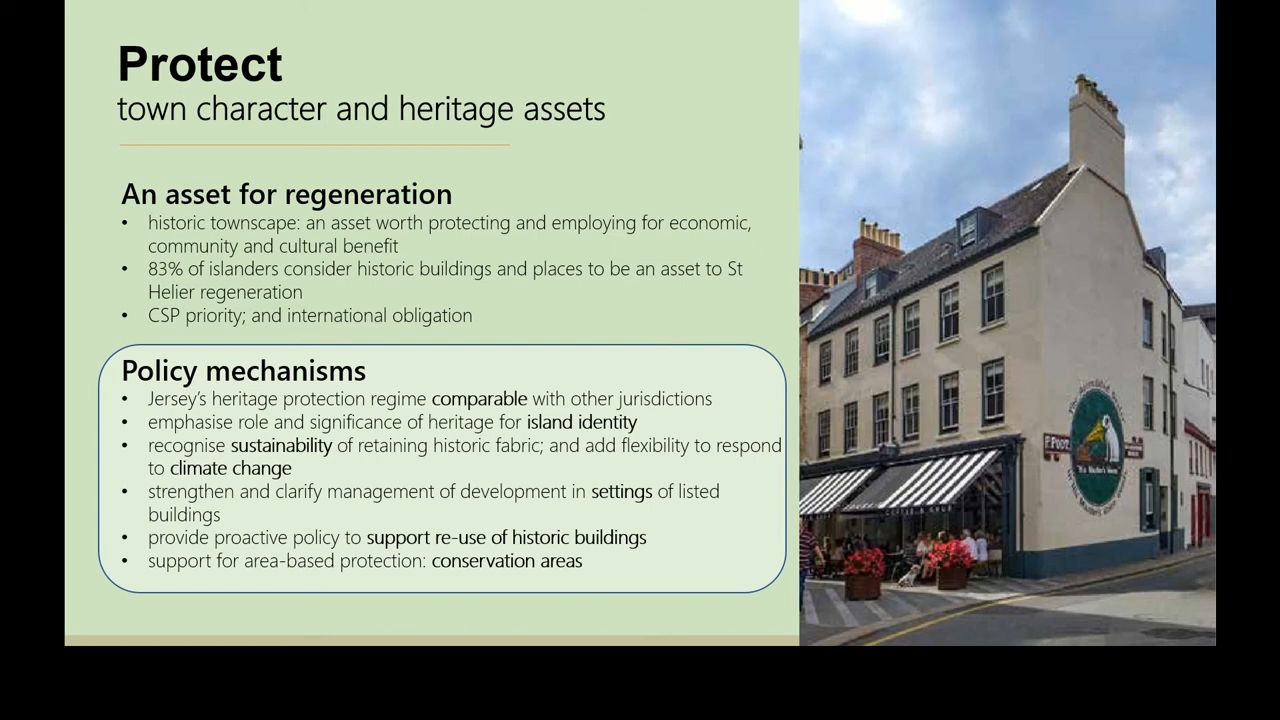 Protect
town character and heritage assets
An asset for regeneration
• historic townscape: an asset worth protecting and employing for economic,
community and cultural benefit
• 83% of islanders consider historic buildings and places to be an asset to St
Helier regeneration
• CSP priority; and international obligation
Policy mechanisms
• Jersey’s heritage protection regime comparable with other jurisdictions
• emphasise role and significance of heritage for island identity
• recognise sustainability of retaining historic fabric; and add flexibility to respond
to climate change
• strengthen and clarify management of development in settings of listed
buildings
• provide proactive policy to support re-use of historic buildings
• support for area-based protection: conservation areas
"His Master's Voice"